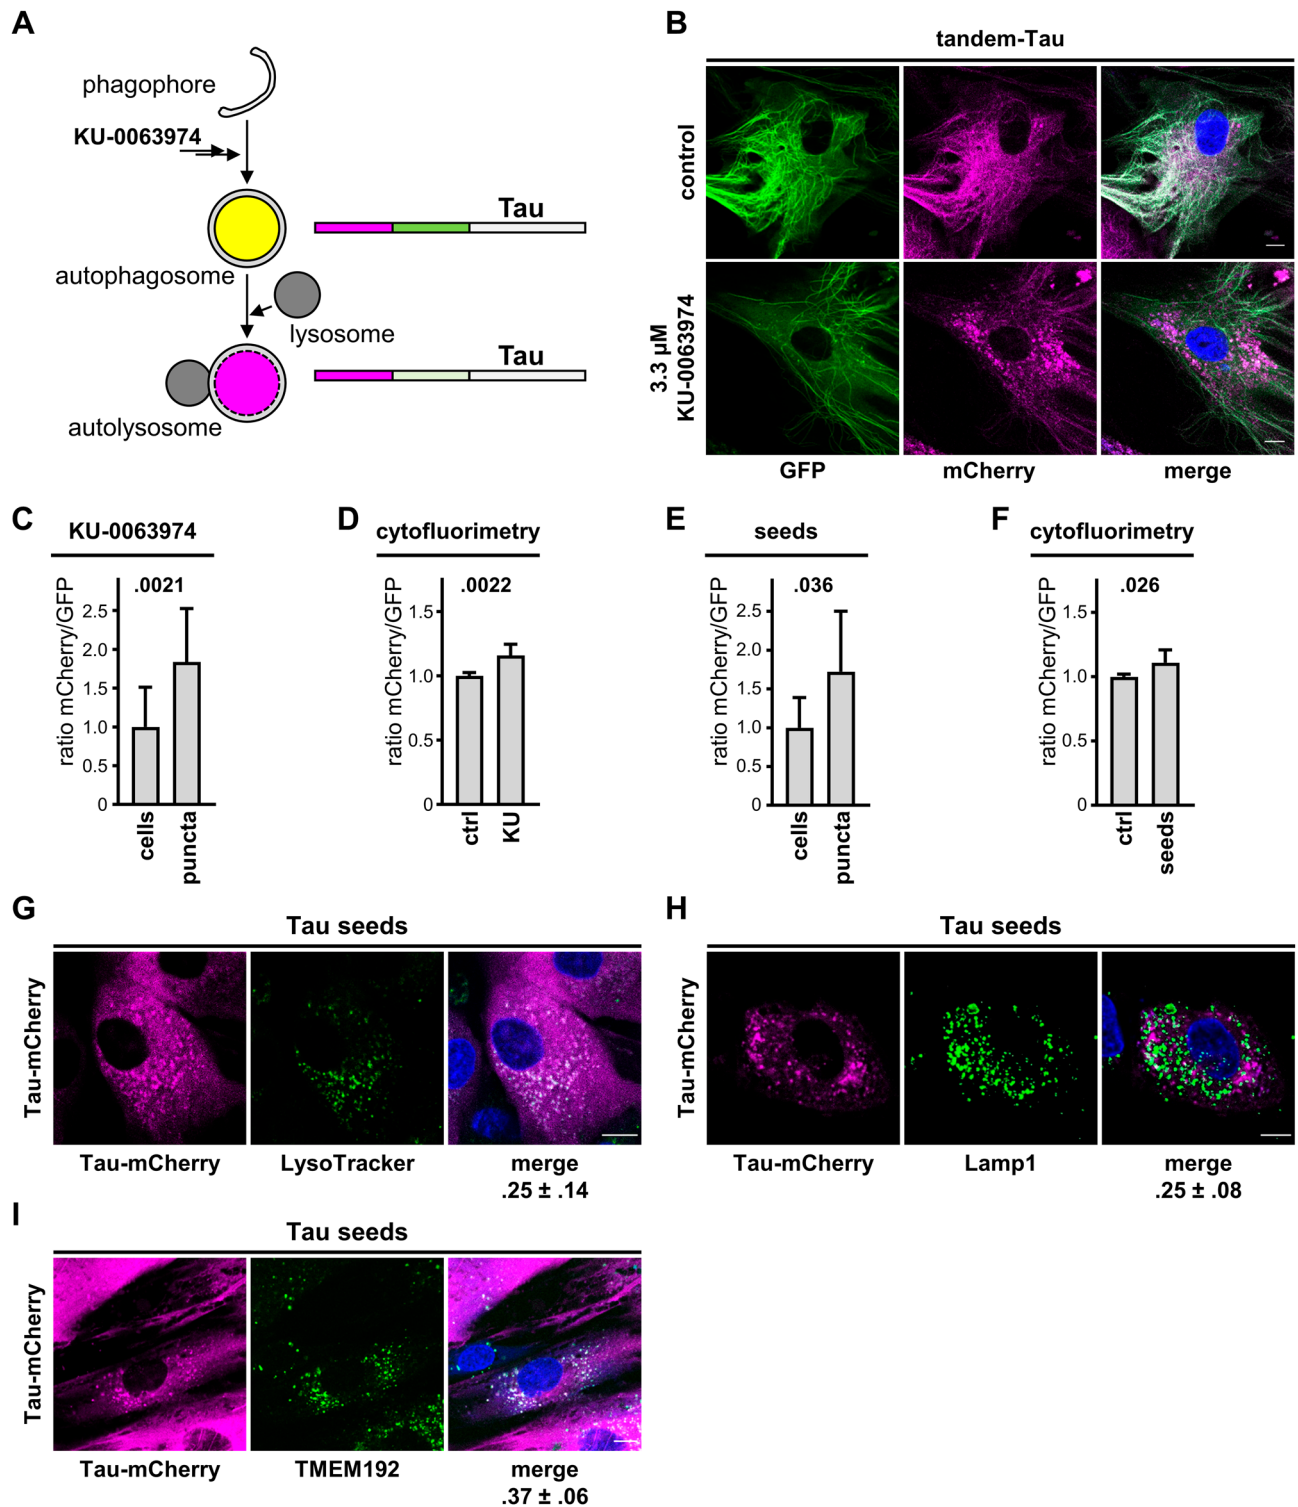 A
phagophore
KU-0063974
Tau
autophagosome
lysosome
Tau
autolysosome
B
tandem-Tau
control
3.3 µM
KU-0063974
GFP
mCherry
merge
C
KU-0063974
.0021
ratio mCherry/GFP
2.5
2.0
1.5
1.0
0.5
0
cells
puncta
D
cytofluorimetry
.0022
ratio mCherry/GFP
1.5
1.0
0.5
0
ctrl
KU
E
seeds
.036
ratio mCherry/GFP
2.5
2.0
1.5
1.0
0.5
0
cells
puncta
F
cytofluorimetry
.026
ratio mCherry/GFP
1.5
1.0
0.5
0
ctrl
seeds
G
Tau seeds
Tau-mCherry
Tau-mCherry
LysoTracker
merge
.25 ± .14
H
Tau seeds
Tau-mCherry
Tau-mCherry
Lamp1
merge
.25 ± .08
I
Tau seeds
Tau-mCherry
Tau-mCherry
TMEM192
merge
.37 ± .06